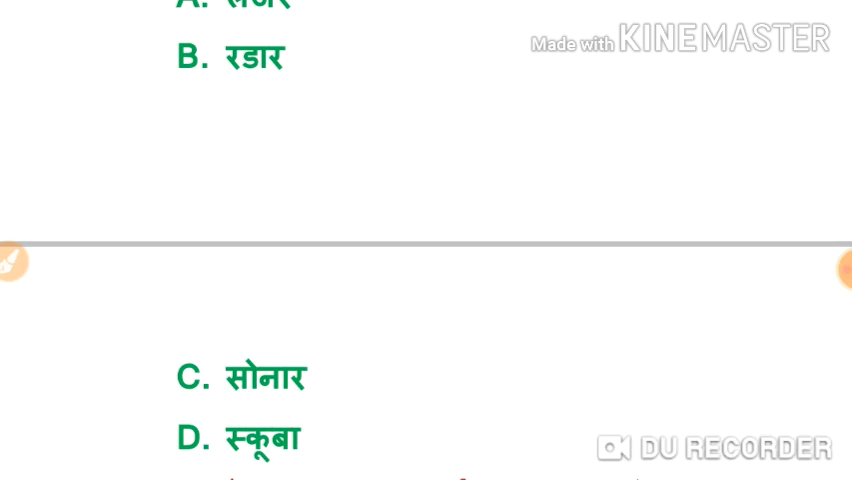 A.
Made with KINEMASTER
B. रडार
C. सोनार
D. स्कूबा
DU RECORDER